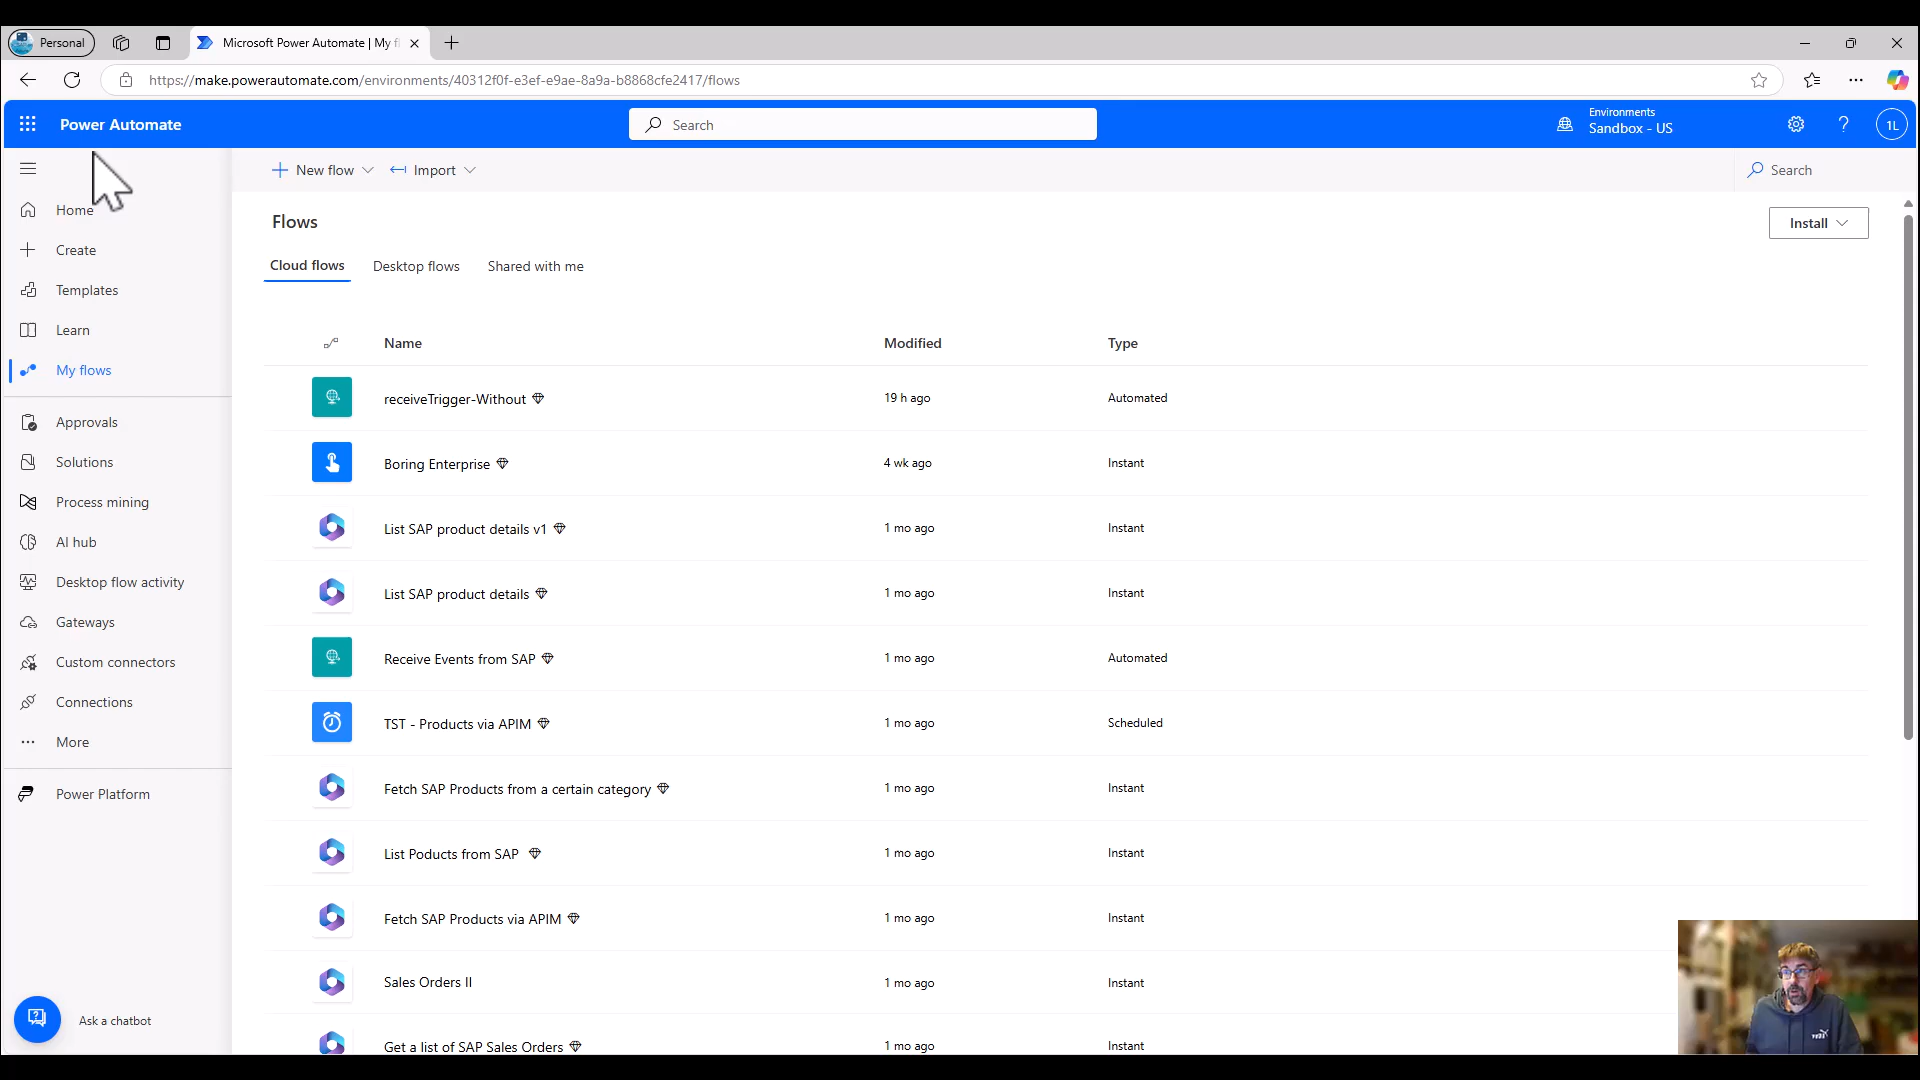 Personal
Microsoft Power Automate | My f
https://make.powerautomate.com/environments/40312f0f-e3ef-e9ae-8a9a-b8868cfe2417/flows
Power Automate
Search
Environments
Sandbox - US
1L
New flow
Import
Search
Home
Create
Templates
Learn
My flows
Approvals
Solutions
Process mining
AI hub
Desktop flow activity
Gateways
Custom connectors
Connections
More
Power Platform
Ask a chatbot
Flows
Install
Cloud flows Desktop flows Shared with me
Name Modified Type
receiveTrigger-Without 19 h ago Automated
Boring Enterprise 4 wk ago Instant
List SAP product details v1 1 mo ago Instant
List SAP product details 1 mo ago Instant
Receive Events from SAP 1 mo ago Automated
TST - Products via APIM 1 mo ago Scheduled
Fetch SAP Products from a certain category 1 mo ago Instant
List Poducts from SAP 1 mo ago Instant
Fetch SAP Products via APIM 1 mo ago Instant
Sales Orders II 1 mo ago Instant
Get a list of SAP Sales Orders 1 mo ago Instant